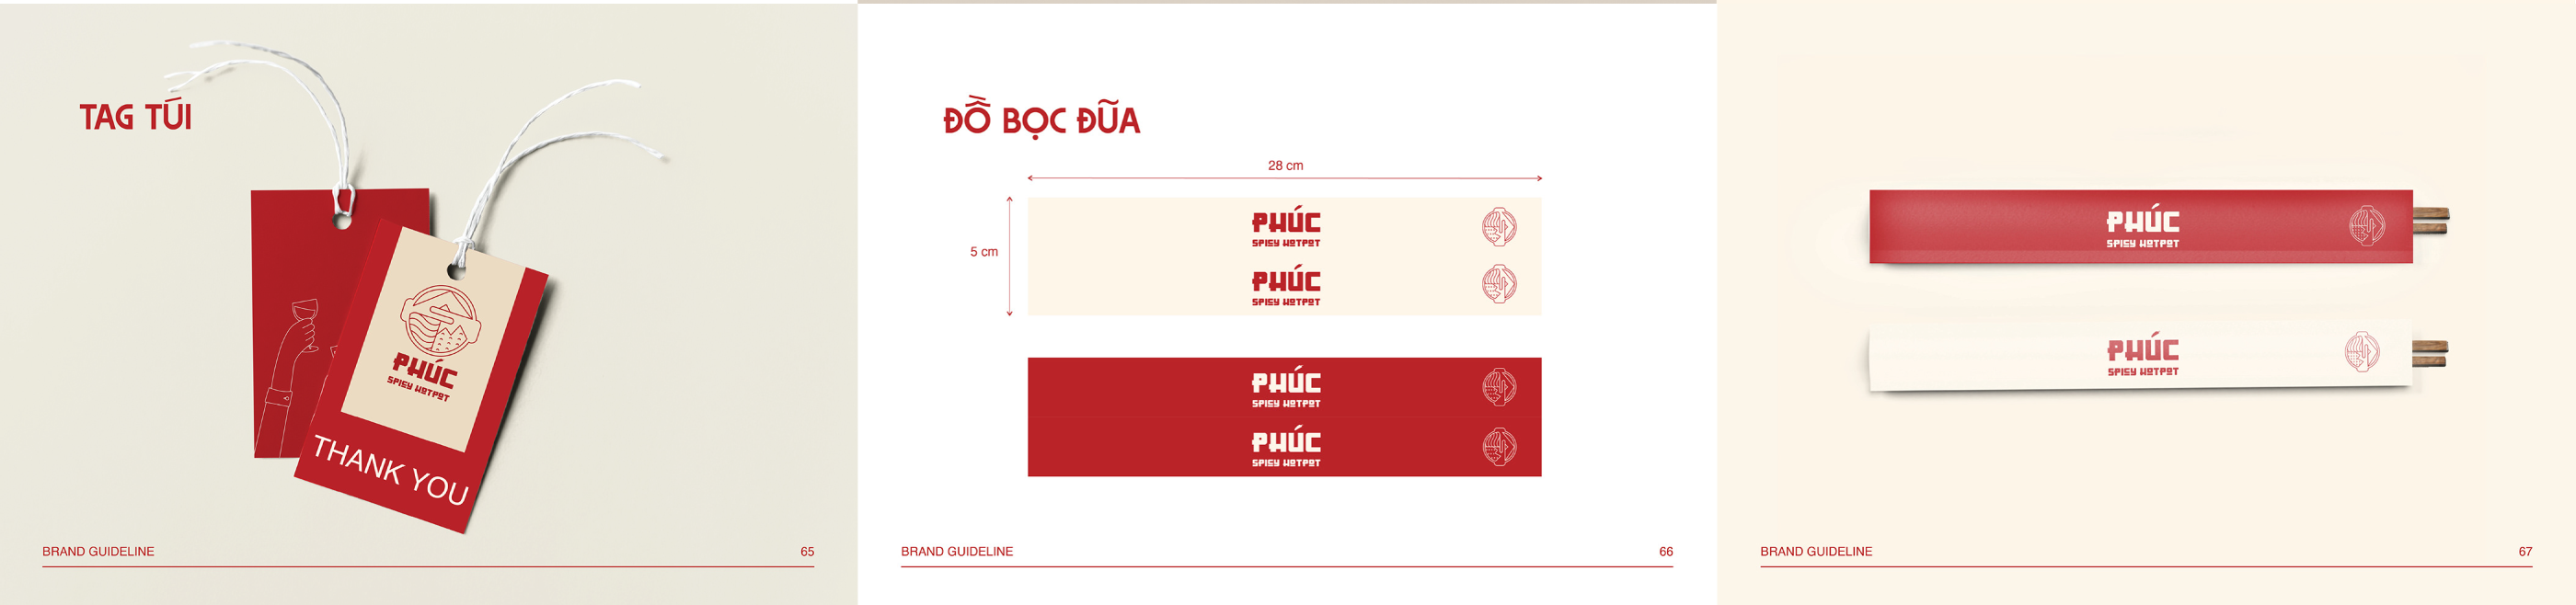 TAG TÚI
PHÚC
SPICY HOTPOT
THANK YOU
BRAND GUIDELINE
65
ĐỒ BỌC ĐŨA
28 cm
5 cm
PHÚC
SPICY HOTPOT
PHÚC
SPICY HOTPOT
PHÚC
SPICY HOTPOT
PHÚC
SPICY HOTPOT
BRAND GUIDELINE
66
PHÚC
SPICY HOTPOT
PHÚC
SPICY HOTPOT
BRAND GUIDELINE
67